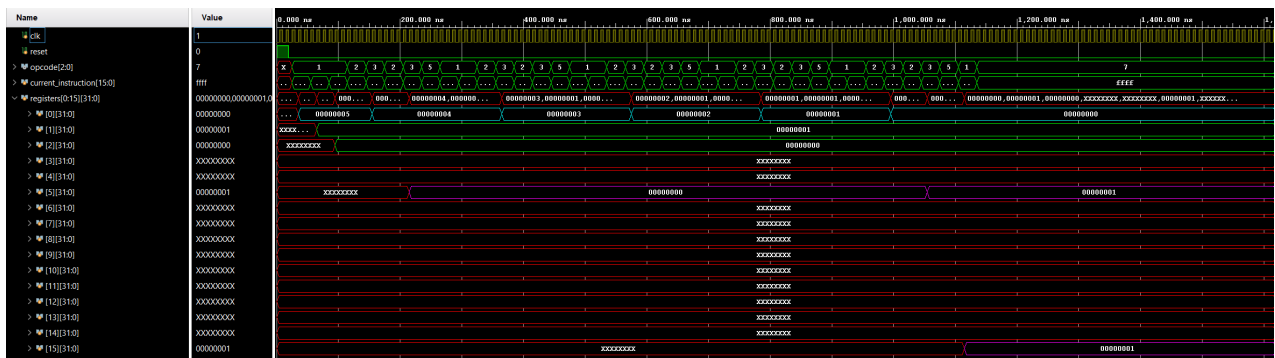 Name Value 0.000 ns 200.000 ns 400.000 ns 600.000 ns 800.000 ns 1,000.000 ns 1,200.000 ns 1,400.000 ns 1,
clk 1
reset 0
opcode[2:0] 7 X 1 2 3 2 3 5 1 3 2 3 5 1 2 3 2 3 5 1 3 2 3 5 1 2 3 2 3 5 1 7
current_instruction[15:0] ffff .. ffff
registers[0:15][31:0] 00000000,00000001,0 ... .. .. 000... 000... 00000004,000000... 00000003,00000001,0000... 00000002,00000001,0000... 00000001,00000001,0000... 000... 000... 00000000,00000001,00000000,XXXXXXXX,XXXXXXXX,00000001,XXXXXX...
[0][31:0] 00000000 ... 00000005 00000004 00000003 00000002 00000001 00000000
[1][31:0] 00000001 XXXX... 00000001
[2][31:0] 00000000 XXXXXXXX 00000000
[3][31:0] XXXXXXXX XXXXXXXX
[4][31:0] XXXXXXXX XXXXXXXX
[5][31:0] 00000001 XXXXXXXX 00000000 00000001
[6][31:0] XXXXXXXX XXXXXXXX
[7][31:0] XXXXXXXX XXXXXXXX
[8][31:0] XXXXXXXX XXXXXXXX
[9][31:0] XXXXXXXX XXXXXXXX
[10][31:0] XXXXXXXX XXXXXXXX
[11][31:0] XXXXXXXX XXXXXXXX
[12][31:0] XXXXXXXX XXXXXXXX
[13][31:0] XXXXXXXX XXXXXXXX
[14][31:0] XXXXXXXX XXXXXXXX
[15][31:0] 00000001 XXXXXXXX 00000001